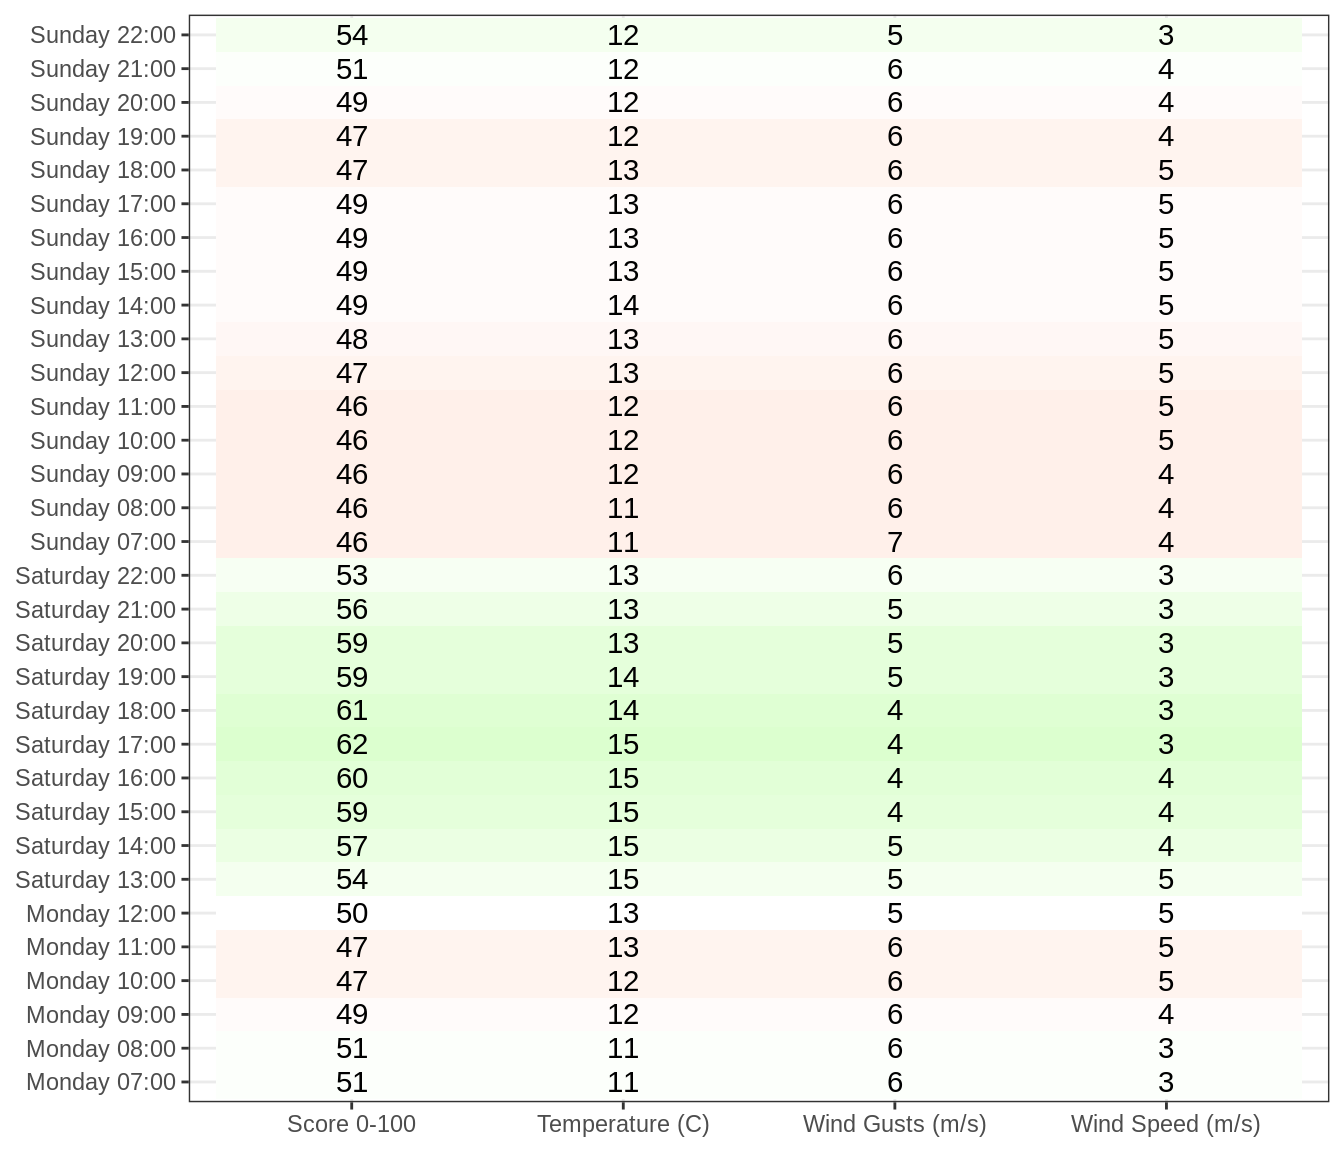 Sunday 22:00 54 12 5 3
Sunday 21:00 51 12 6 4
Sunday 20:00 49 12 6 4
Sunday 19:00 47 12 6 4
Sunday 18:00 47 13 6 5
Sunday 17:00 49 13 6 5
Sunday 16:00 49 13 6 5
Sunday 15:00 49 13 6 5
Sunday 14:00 49 14 6 5
Sunday 13:00 48 13 6 5
Sunday 12:00 47 13 6 5
Sunday 11:00 46 12 6 5
Sunday 10:00 46 12 6 5
Sunday 09:00 46 12 6 4
Sunday 08:00 46 11 6 4
Sunday 07:00 46 11 7 4
Saturday 22:00 53 13 6 3
Saturday 21:00 56 13 5 3
Saturday 20:00 59 13 5 3
Saturday 19:00 59 14 5 3
Saturday 18:00 61 14 4 3
Saturday 17:00 62 15 4 3
Saturday 16:00 60 15 4 4
Saturday 15:00 59 15 4 4
Saturday 14:00 57 15 5 4
Saturday 13:00 54 15 5 5
Monday 12:00 50 13 5 5
Monday 11:00 47 13 6 5
Monday 10:00 47 12 6 5
Monday 09:00 49 12 6 4
Monday 08:00 51 11 6 3
Monday 07:00 51 11 6 3
Score 0-100 Temperature (C) Wind Gusts (m/s) Wind Speed (m/s)